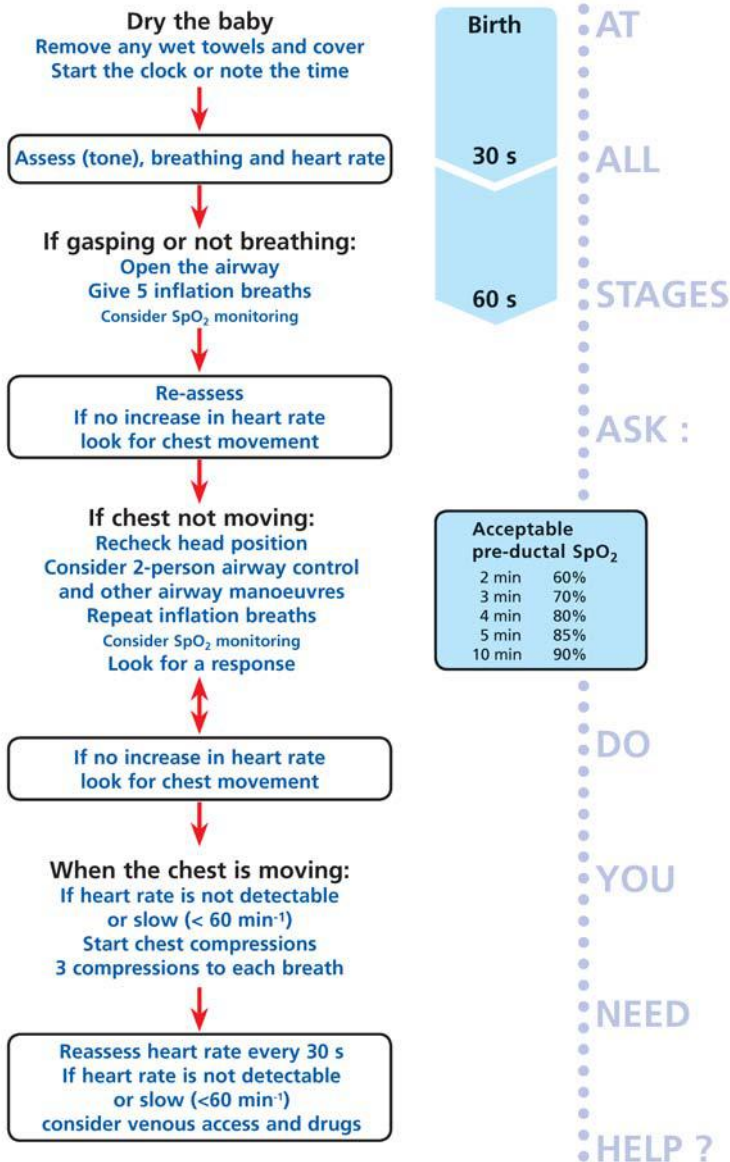 Dry the baby
Remove any wet towels and cover
Start the clock or note the time
Assess (tone), breathing and heart rate
If gasping or not breathing:
Open the airway
Give 5 inflation breaths
Consider SpO₂ monitoring
Re-assess
If no increase in heart rate
look for chest movement
If chest not moving:
Recheck head position
Consider 2-person airway control
and other airway manoeuvres
Repeat inflation breaths
Consider SpO₂ monitoring
Look for a response
If no increase in heart rate
look for chest movement
When the chest is moving:
If heart rate is not detectable
or slow (< 60 min⁻¹)
Start chest compressions
3 compressions to each breath
Reassess heart rate every 30 s
If heart rate is not detectable
or slow (<60 min⁻¹)
consider venous access and drugs
Birth
30 s
60 s
Acceptable
pre-ductal SpO₂
2 min 60%
3 min 70%
4 min 80%
5 min 85%
10 min 90%
AT
ALL
STAGES
ASK :
DO
YOU
NEED
HELP ?